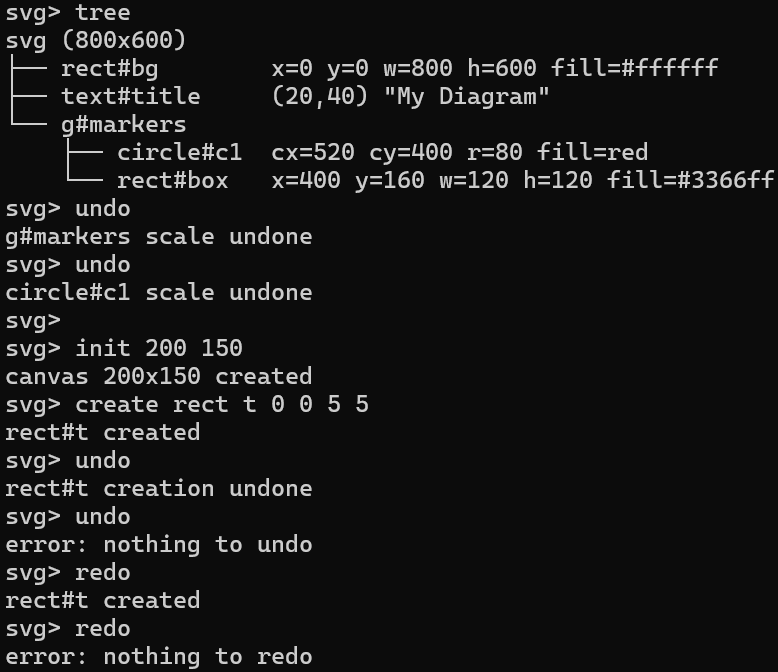 svg> tree
svg (800x600)
├── rect#bg        x=0 y=0 w=800 h=600 fill=#ffffff
├── text#title     (20,40) "My Diagram"
└── g#markers
    ├── circle#c1  cx=520 cy=400 r=80 fill=red
    └── rect#box   x=400 y=160 w=120 h=120 fill=#3366ff
svg> undo
g#markers scale undone
svg> undo
circle#c1 scale undone
svg>
svg> init 200 150
canvas 200x150 created
svg> create rect t 0 0 5 5
rect#t created
svg> undo
rect#t creation undone
svg> undo
error: nothing to undo
svg> redo
rect#t created
svg> redo
error: nothing to redo